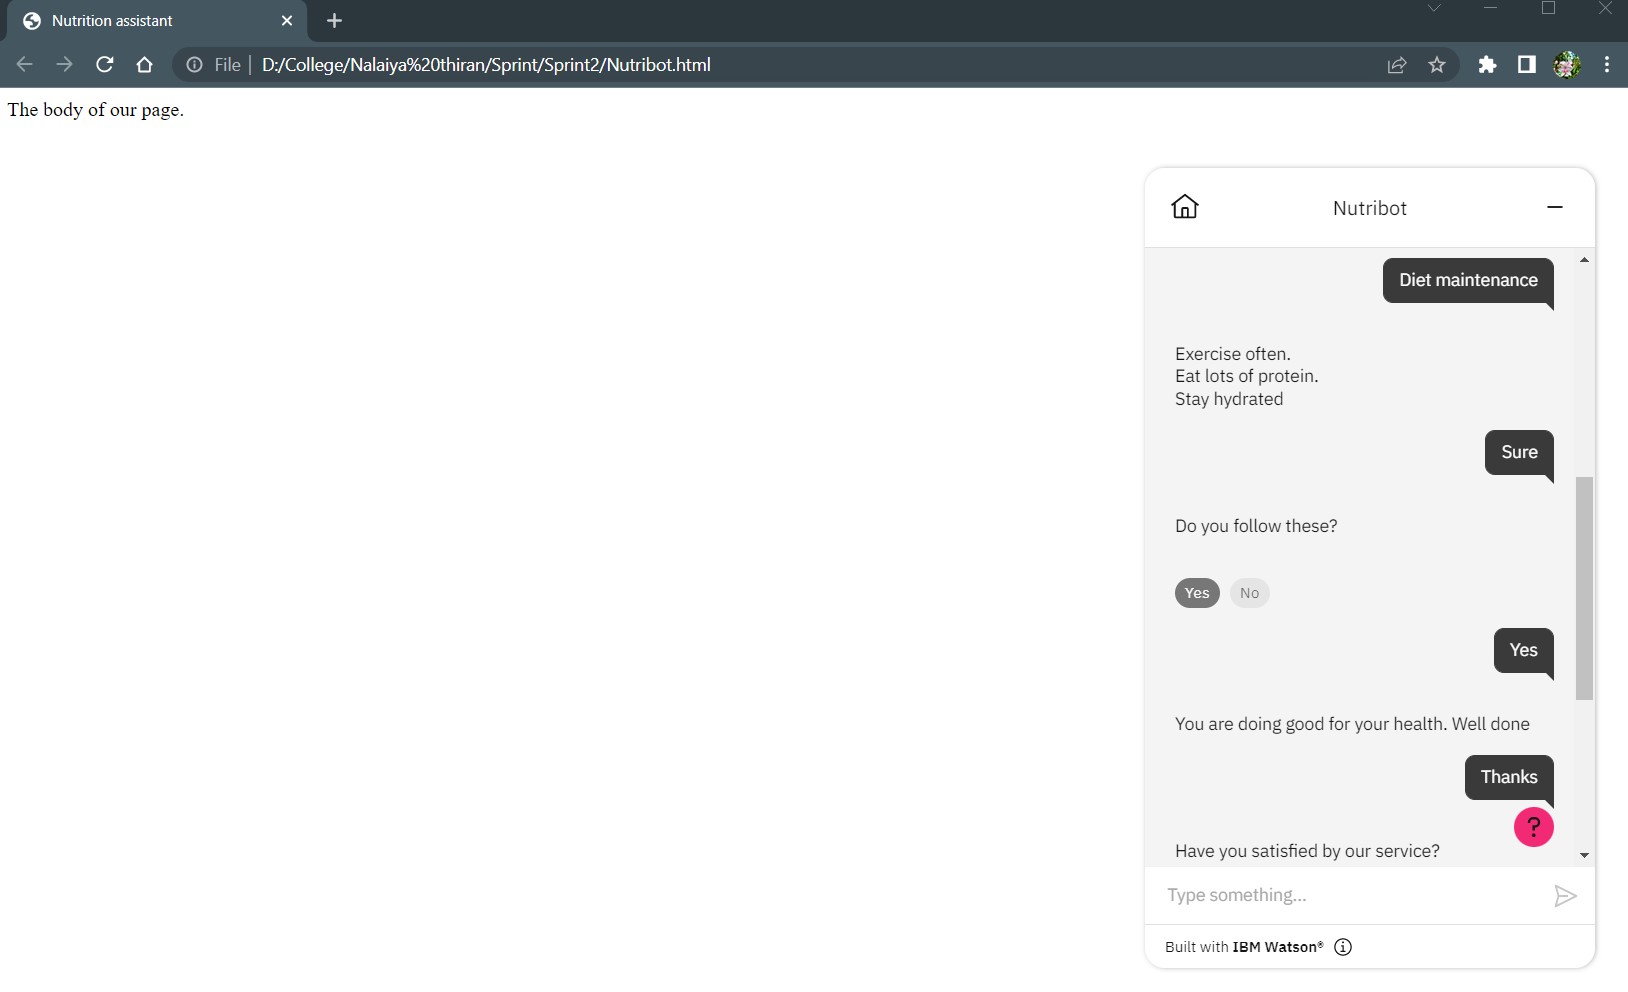 Nutrition assistant
File | D:/College/Nalaiya%20thiran/Sprint/Sprint2/Nutribot.html
The body of our page.
Nutribot
Diet maintenance
Exercise often.
Eat lots of protein.
Stay hydrated
Sure
Do you follow these?
Yes No
Yes
You are doing good for your health. Well done
Thanks
?
Have you satisfied by our service?
Type something...
Built with IBM Watson®